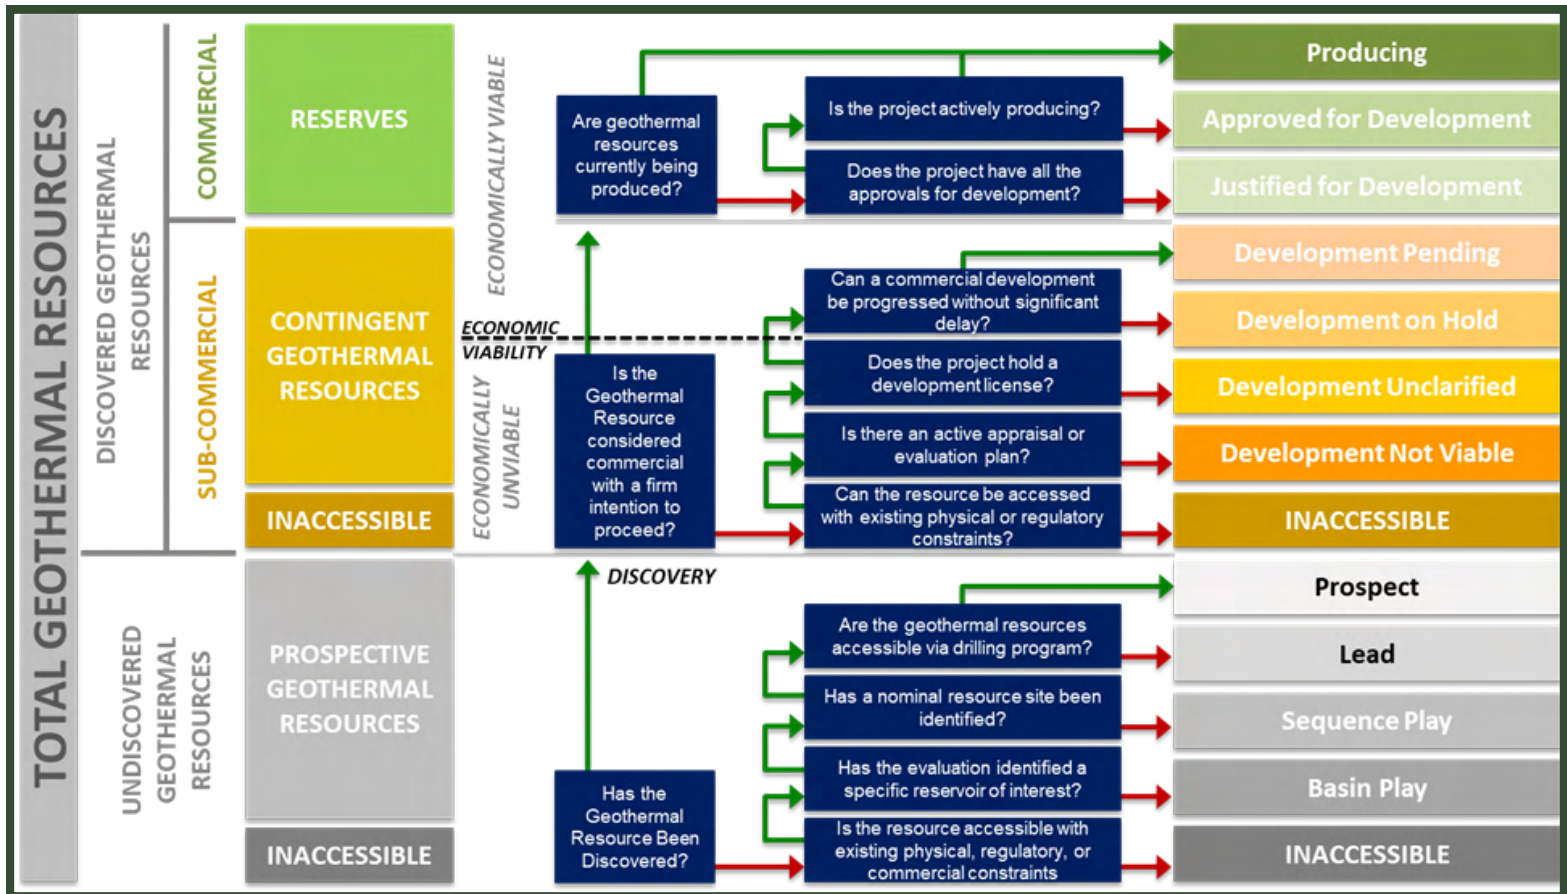 TOTAL GEOTHERMAL RESOURCES
DISCOVERED GEOTHERMAL
RESOURCES
COMMERCIAL
SUB-COMMERCIAL
UNDISCOVERED
GEOTHERMAL
RESOURCES
RESERVES
CONTINGENT
GEOTHERMAL
RESOURCES
INACCESSIBLE
PROSPECTIVE
GEOTHERMAL
RESOURCES
INACCESSIBLE
ECONOMICALLY VIABLE
ECONOMIC
VIABILITY
ECONOMICALLY
UNVIABLE
Are geothermal
resources
currently being
produced?
Is the project actively producing?
Does the project have all the
approvals for development?
Is the
Geothermal
Resource
considered
commercial
with a firm
intention to
proceed?
Can a commercial development
be progressed without significant
delay?
Does the project hold a
development license?
Is there an active appraisal or
evaluation plan?
Can the resource be accessed
with existing physical or regulatory
constraints?
DISCOVERY
Has the
Geothermal
Resource Been
Discovered?
Are the geothermal resources
accessible via drilling program?
Has a nominal resource site been
identified?
Has the evaluation identified a
specific reservoir of interest?
Is the resource accessible with
existing physical, regulatory, or
commercial constraints
Producing
Approved for Development
Justified for Development
Development Pending
Development on Hold
Development Unclarified
Development Not Viable
INACCESSIBLE
Prospect
Lead
Sequence Play
Basin Play
INACCESSIBLE